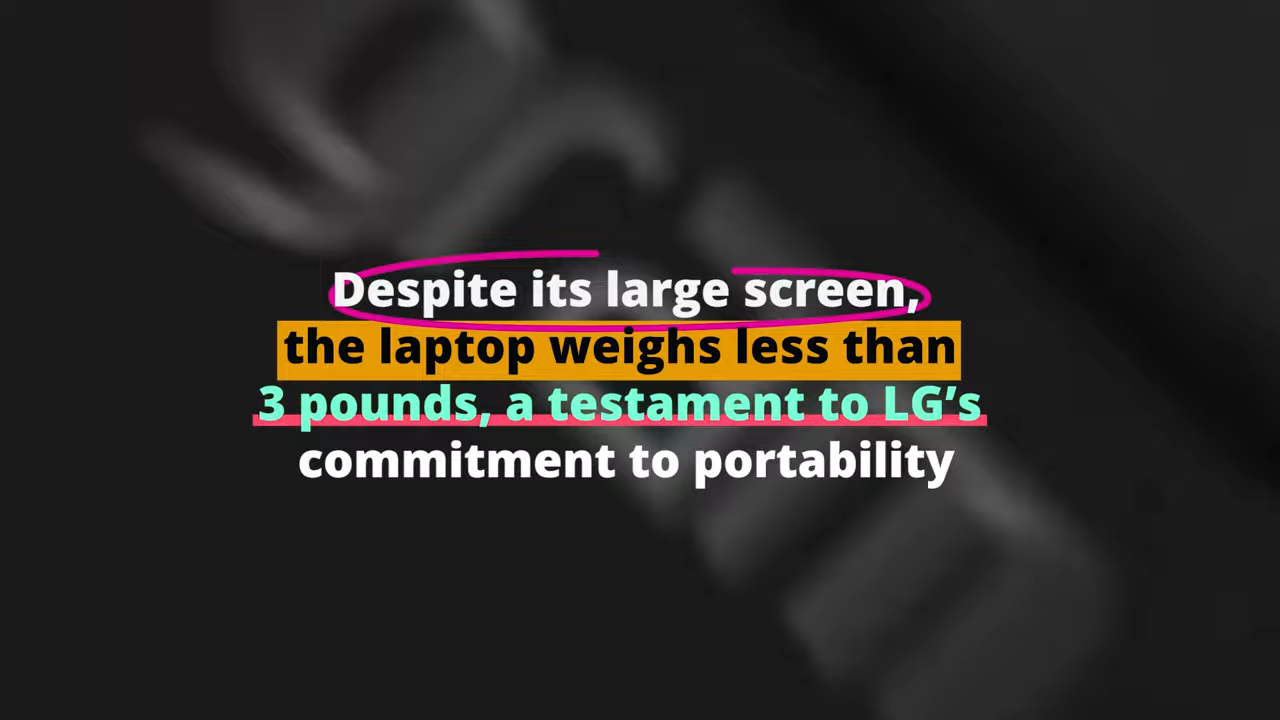 Despite its large screen,
the laptop weighs less than
3 pounds, a testament to LG’s
commitment to portability